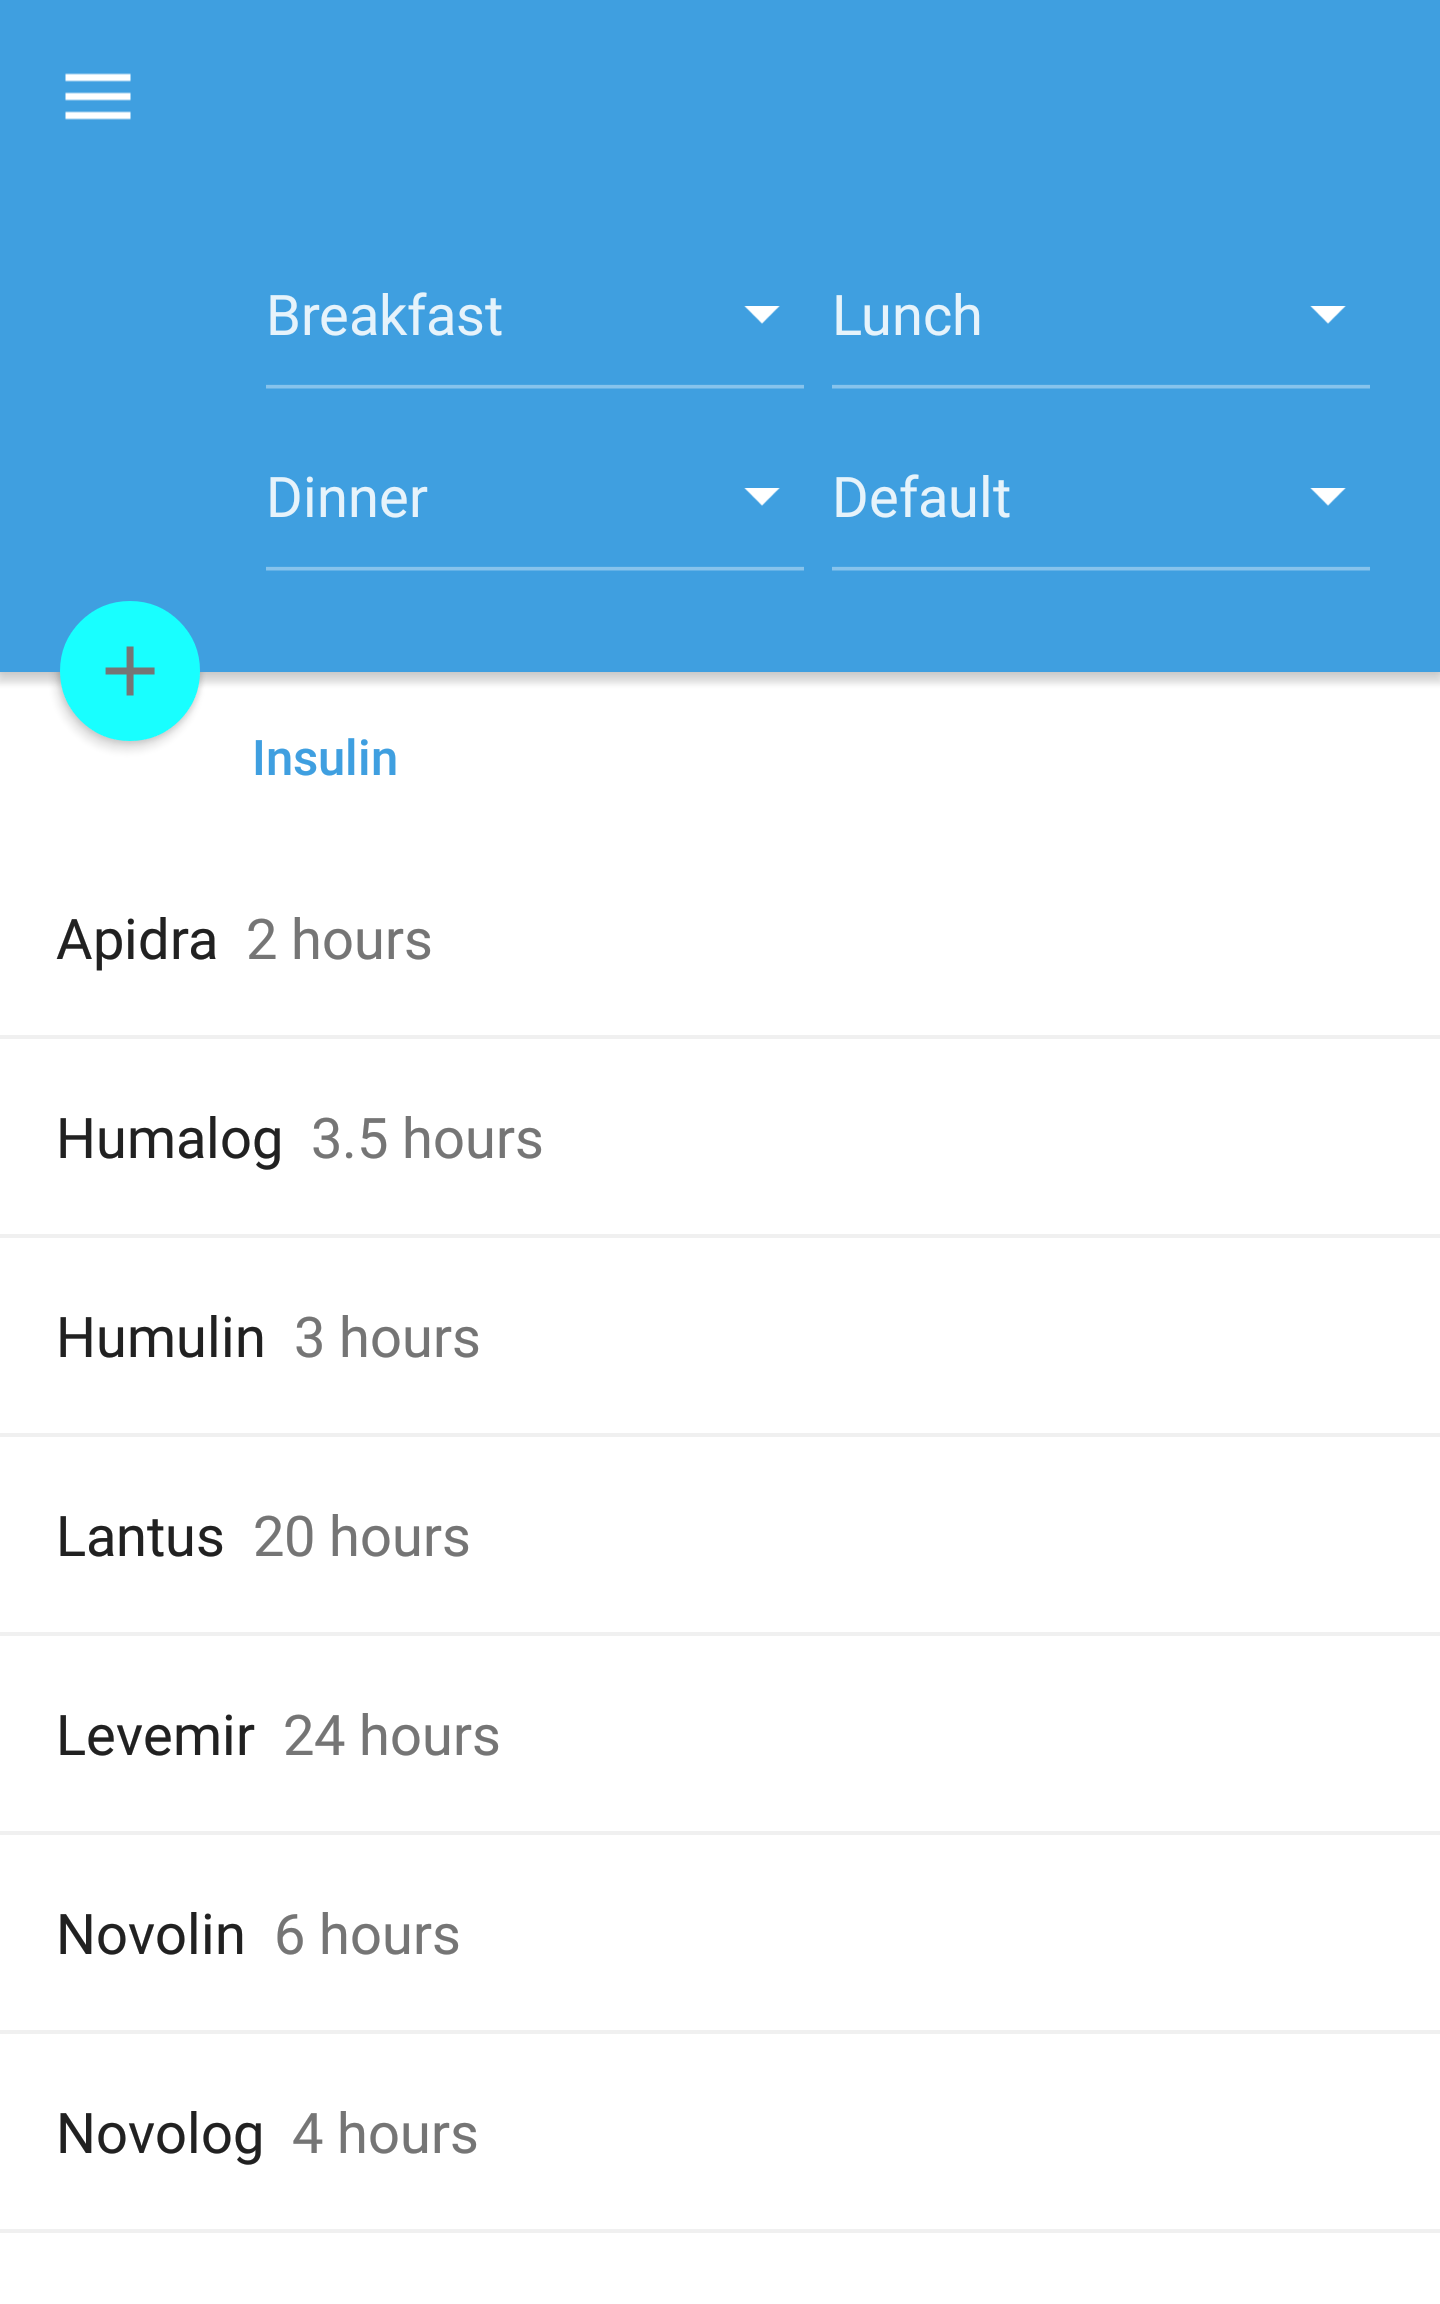 Breakfast Lunch
Dinner Default
Insulin
Apidra 2 hours
Humalog 3.5 hours
Humulin 3 hours
Lantus 20 hours
Levemir 24 hours
Novolin 6 hours
Novolog 4 hours